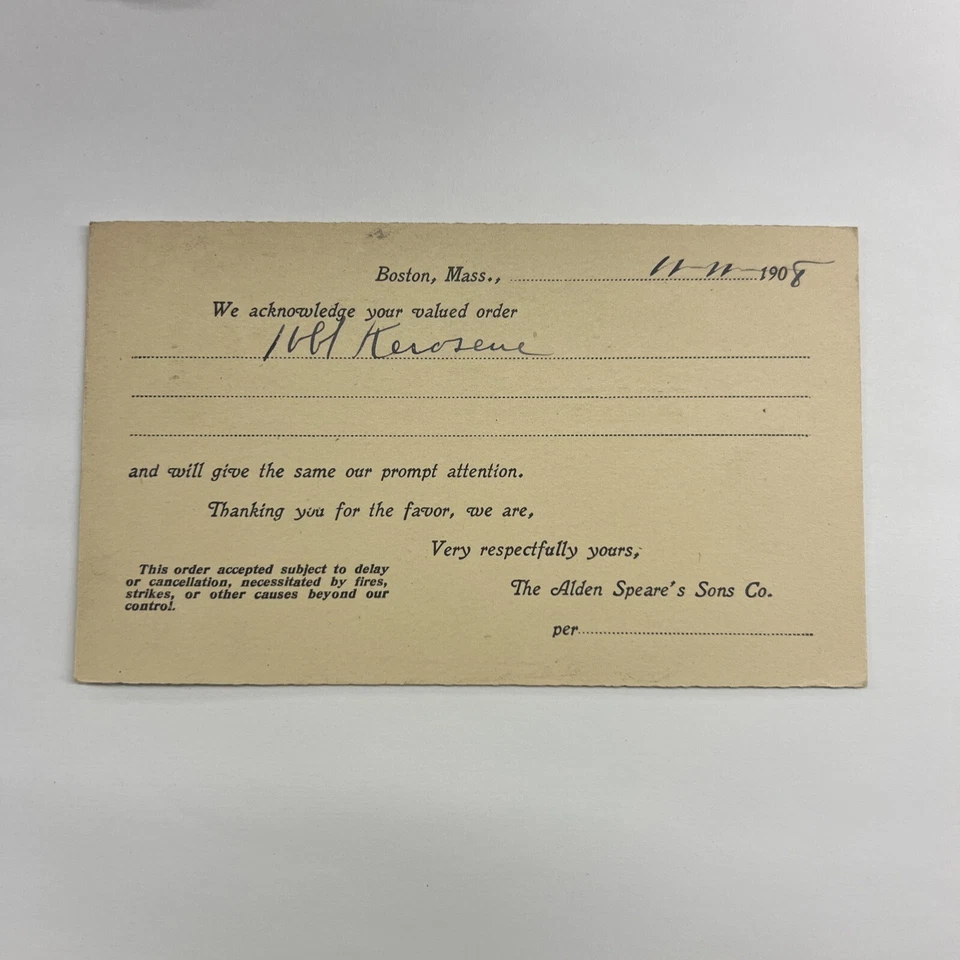 Boston, Mass., 11-11-1908
We acknowledge your valued order
1 bbl Kerosene
and will give the same our prompt attention.
Thanking you for the favor, we are,
Very respectfully yours,
This order accepted subject to delay
or cancellation, necessitated by fires,
strikes, or other causes beyond our
control.
The Alden Speare's Sons Co.
per